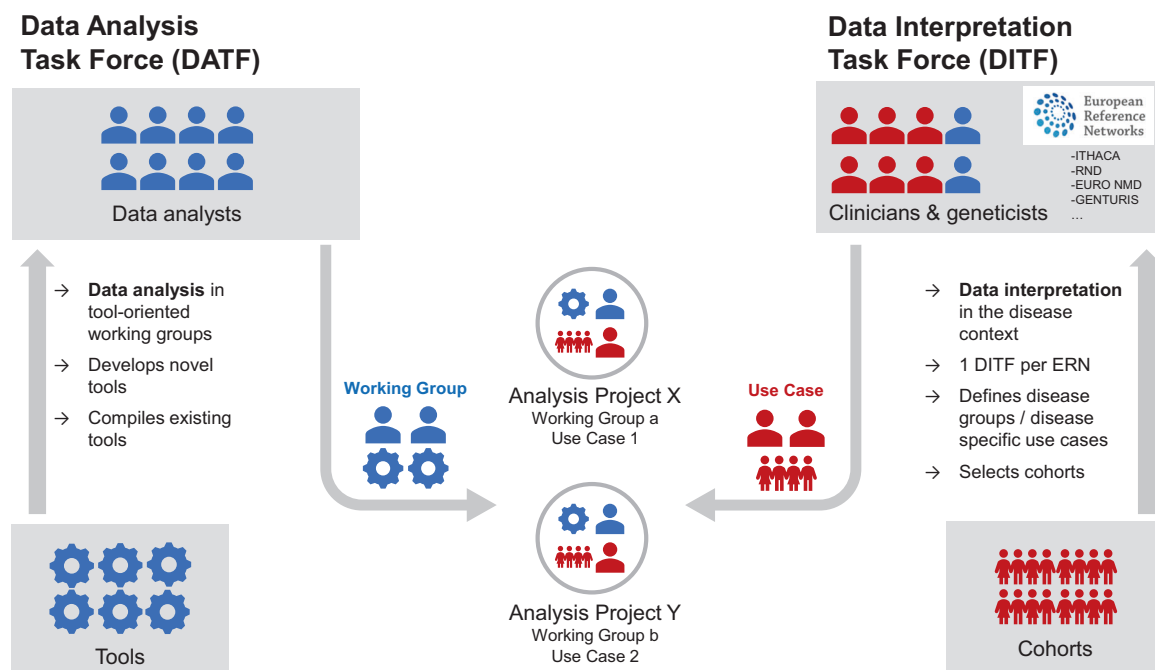 Data Analysis
Task Force (DATF)
Data analysts
→ Data analysis in
tool-oriented
working groups
→ Develops novel
tools
→ Compiles existing
tools
Tools
Working Group
Analysis Project X
Working Group a
Use Case 1
Analysis Project Y
Working Group b
Use Case 2
Use Case
Data Interpretation
Task Force (DITF)
European
Reference
Networks
-ITHACA
-RND
-EURO NMD
-GENTURIS
...
Clinicians & geneticists
→ Data interpretation
in the disease
context
→ 1 DITF per ERN
→ Defines disease
groups / disease
specific use cases
→ Selects cohorts
Cohorts